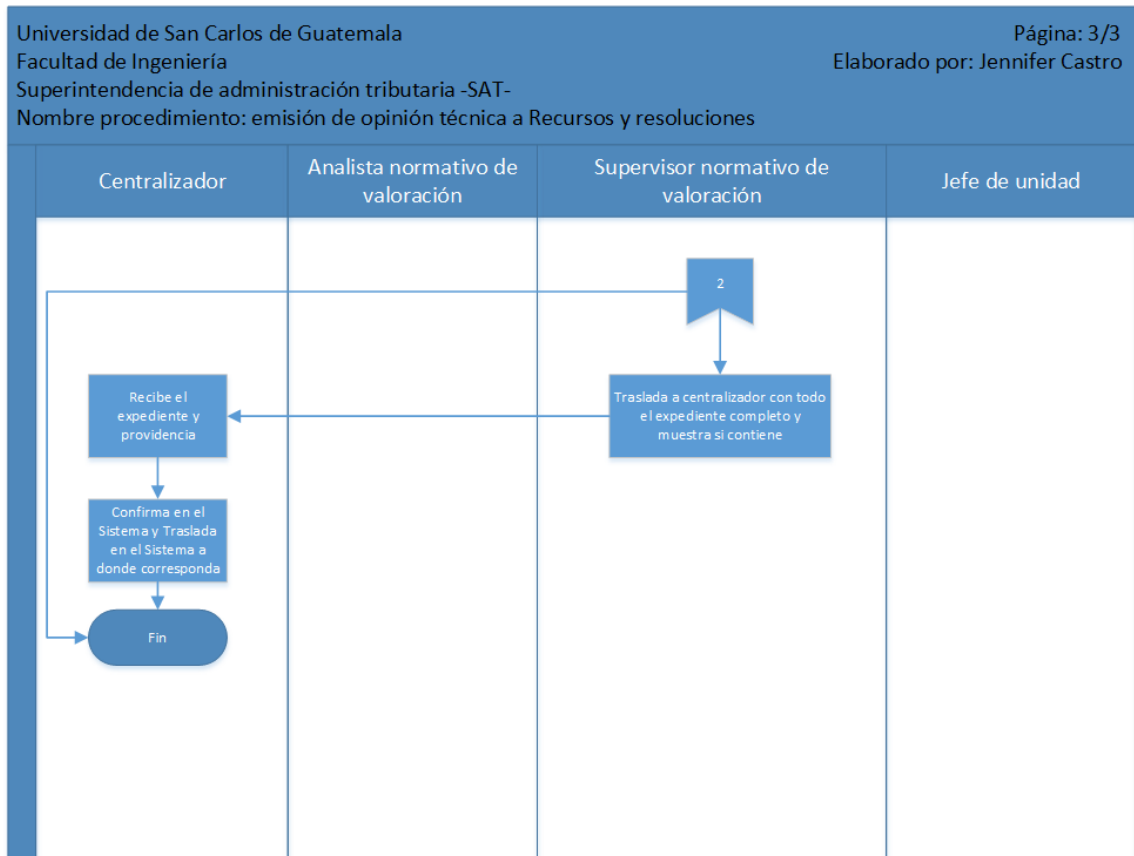 Universidad de San Carlos de Guatemala
Página: 3/3
Facultad de Ingeniería
Elaborado por: Jennifer Castro
Superintendencia de administración tributaria -SAT-
Nombre procedimiento: emisión de opinión técnica a Recursos y resoluciones
Centralizador
Analista normativo de
valoración
Supervisor normativo de
valoración
Jefe de unidad
2
Traslada a centralizador con todo
el expediente completo y
muestra si contiene
Recibe el
expediente y
providencia
Confirma en el
Sistema y Traslada
en el Sistema a
donde corresponda
Fin